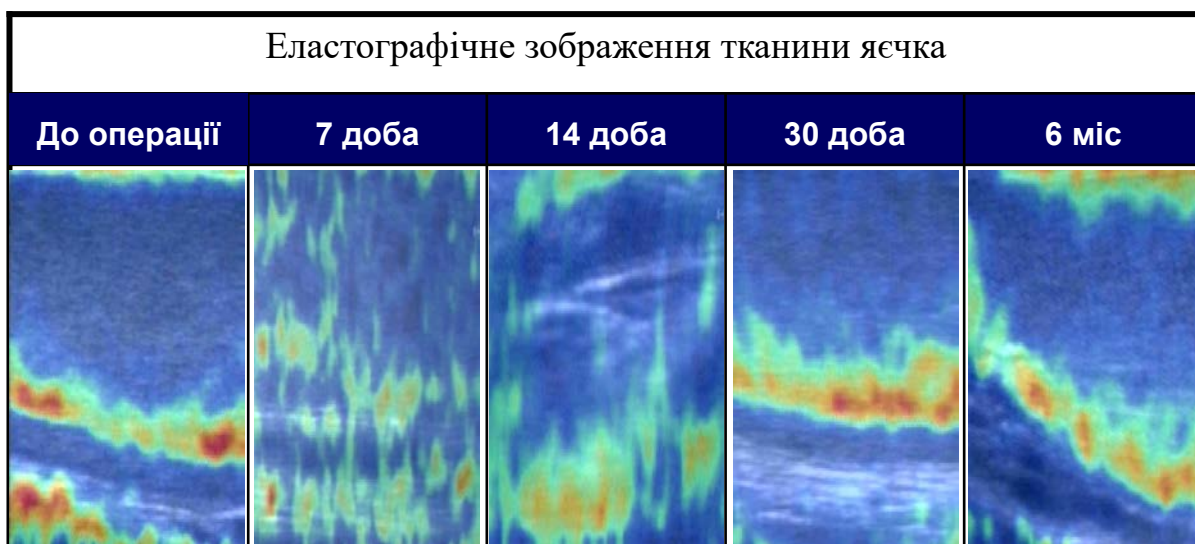 Еластографічне зображення тканини яєчка
До операції 7 доба 14 доба 30 доба 6 міс